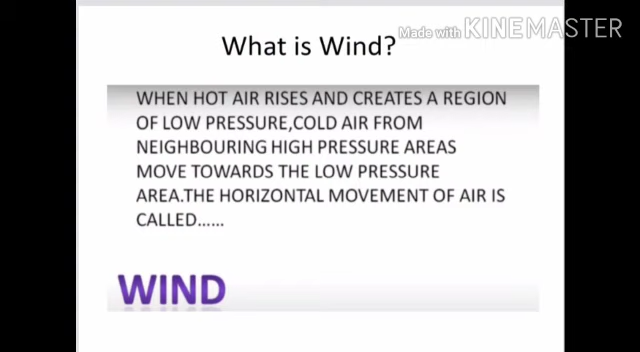 What is Wind?
Made with KINEMASTER
WHEN HOT AIR RISES AND CREATES A REGION
OF LOW PRESSURE,COLD AIR FROM
NEIGHBOURING HIGH PRESSURE AREAS
MOVE TOWARDS THE LOW PRESSURE
AREA.THE HORIZONTAL MOVEMENT OF AIR IS
CALLED......
WIND